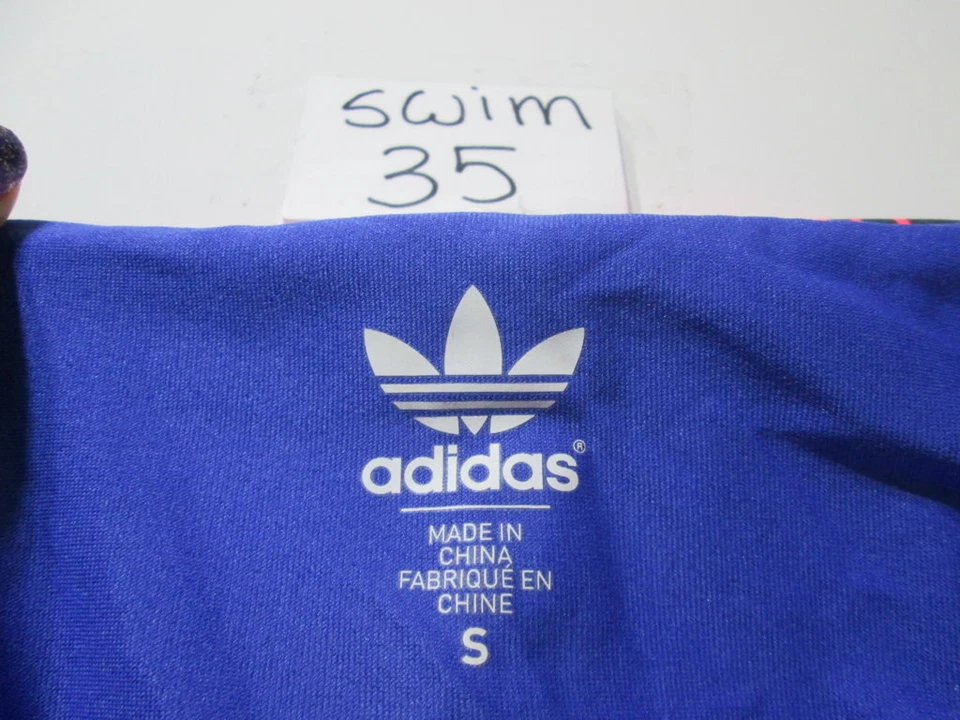 swim
35
adidas®
MADE IN
CHINA
FABRIQUÉ EN
CHINE
S